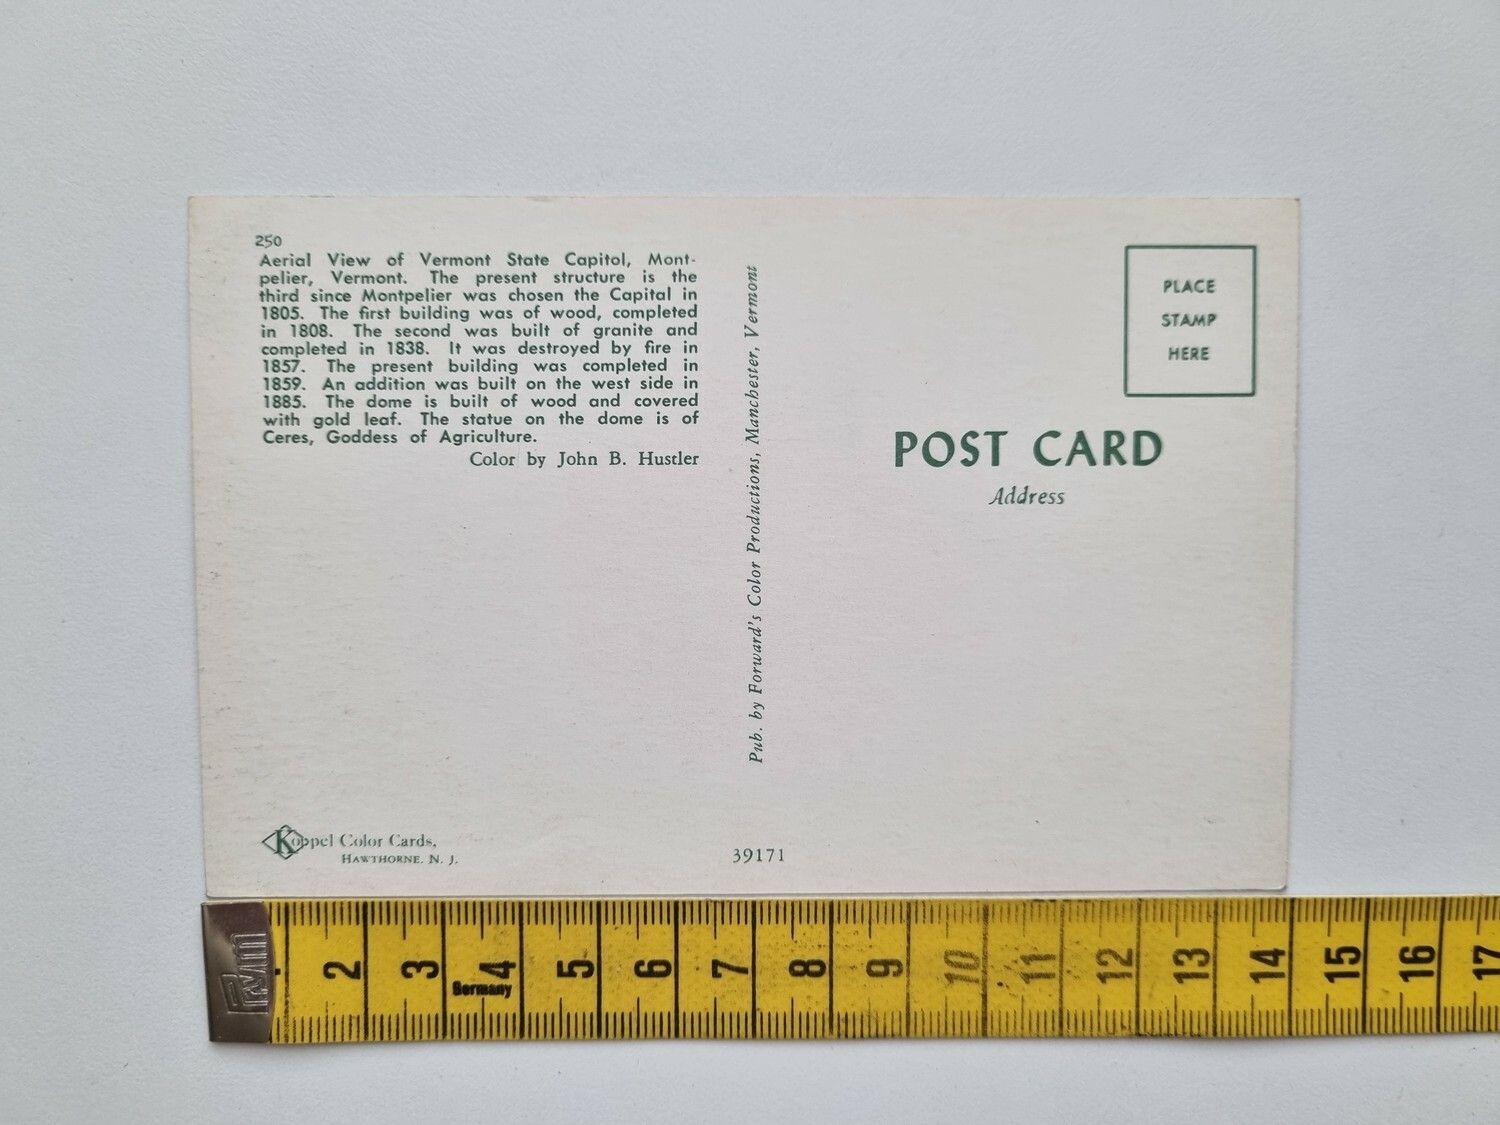 250
Aerial View of Vermont State Capitol, Mont-
pelier, Vermont. The present structure is the
third since Montpelier was chosen the Capital in
1805. The first building was of wood, completed
in 1808. The second was built of granite and
completed in 1838. It was destroyed by fire in
1857. The present building was completed in
1859. An addition was built on the west side in
1885. The dome is built of wood and covered
with gold leaf. The statue on the dome is of
Ceres, Goddess of Agriculture.
Color by John B. Hustler
Pub. by Forward's Color Productions, Manchester, Vermont
PLACE
STAMP
HERE
POST CARD
Address
Koppel Color Cards,
HAWTHORNE, N. J.
39171
2 3 4 5 6 7 8 9 10 11 12 13 14 15 16 17
Germany
Prym